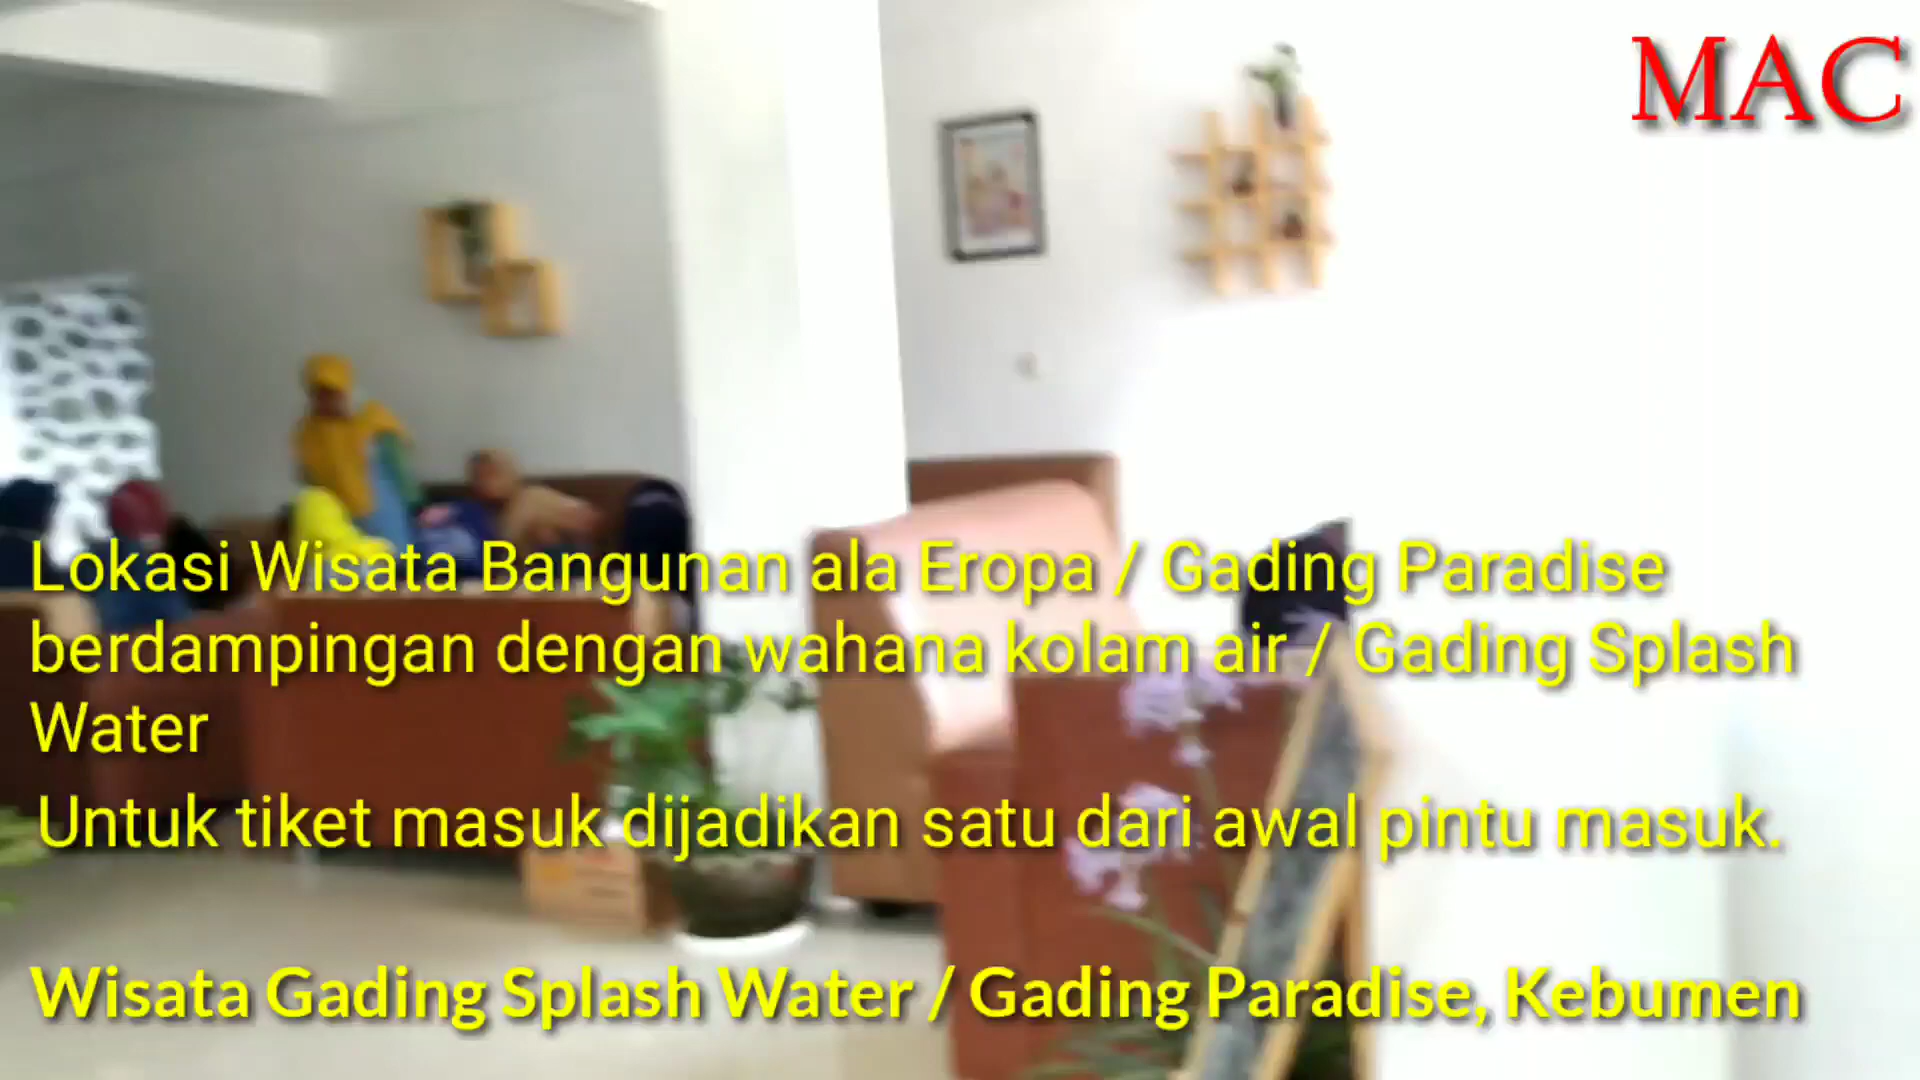 MAC
Lokasi Wisata Bangunan ala Eropa / Gading Paradise
berdampingan dengan wahana kolam air / Gading Splash
Water
Untuk tiket masuk dijadikan satu dari awal pintu masuk.
Wisata Gading Splash Water / Gading Paradise, Kebumen